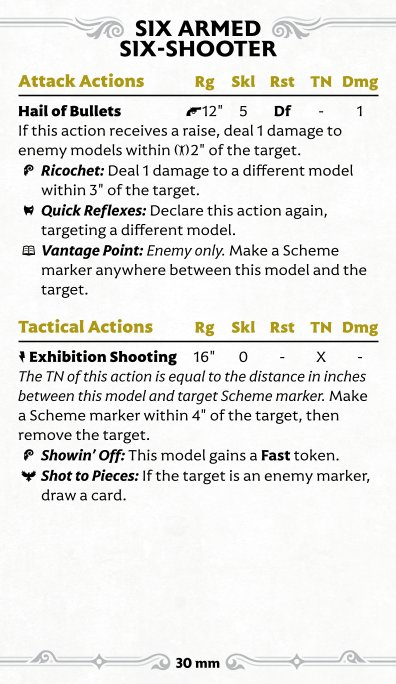 SIX ARMED
SIX-SHOOTER
Attack Actions Rg Skl Rst TN Dmg
Hail of Bullets 12" 5 Df - 1
If this action receives a raise, deal 1 damage to
enemy models within 2" of the target.
Ricochet: Deal 1 damage to a different model
within 3" of the target.
Quick Reflexes: Declare this action again,
targeting a different model.
Vantage Point: Enemy only. Make a Scheme
marker anywhere between this model and the
target.
Tactical Actions Rg Skl Rst TN Dmg
Exhibition Shooting 16" 0 - X -
The TN of this action is equal to the distance in inches
between this model and target Scheme marker. Make
a Scheme marker within 4" of the target, then
remove the target.
Showin' Off: This model gains a Fast token.
Shot to Pieces: If the target is an enemy marker,
draw a card.
30 mm